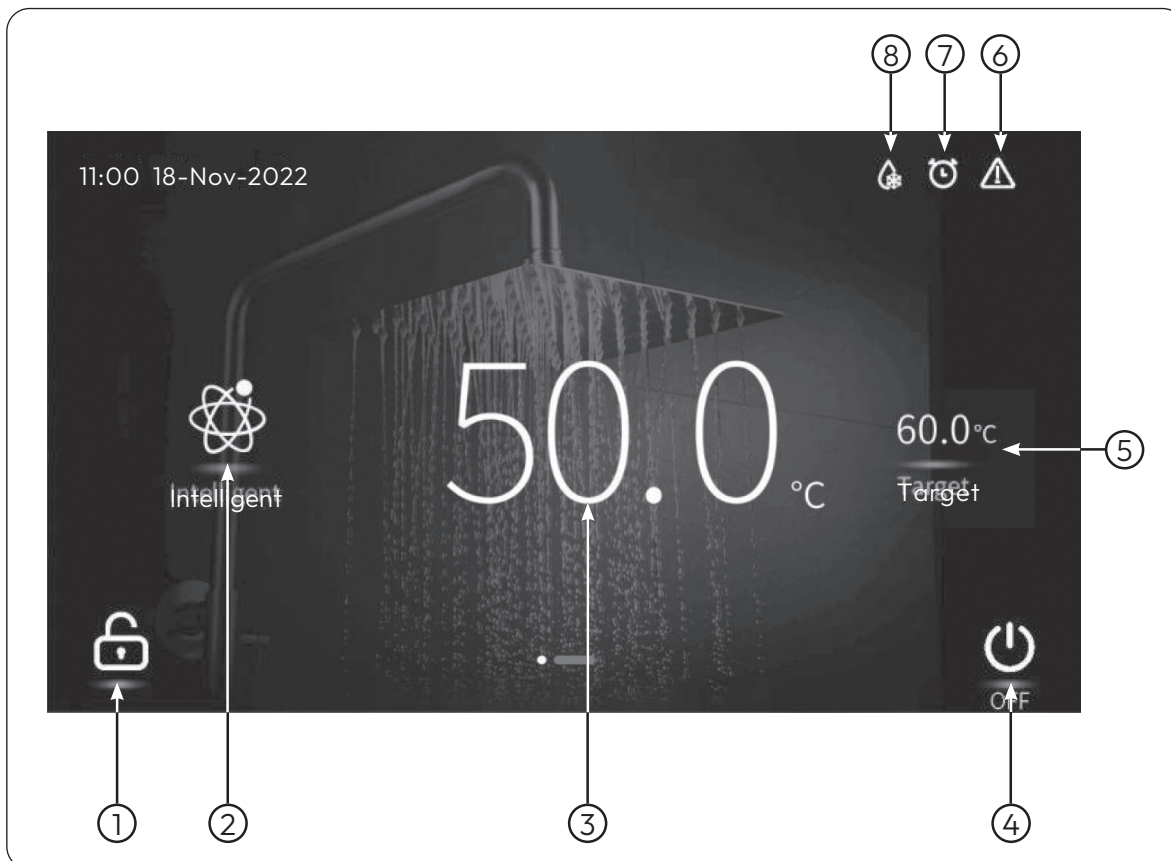 8 7 6
11:00 18-Nov-2022
50.0 °C
60.0 °C
5
Intelligent
Target
OFF
1 2 3 4